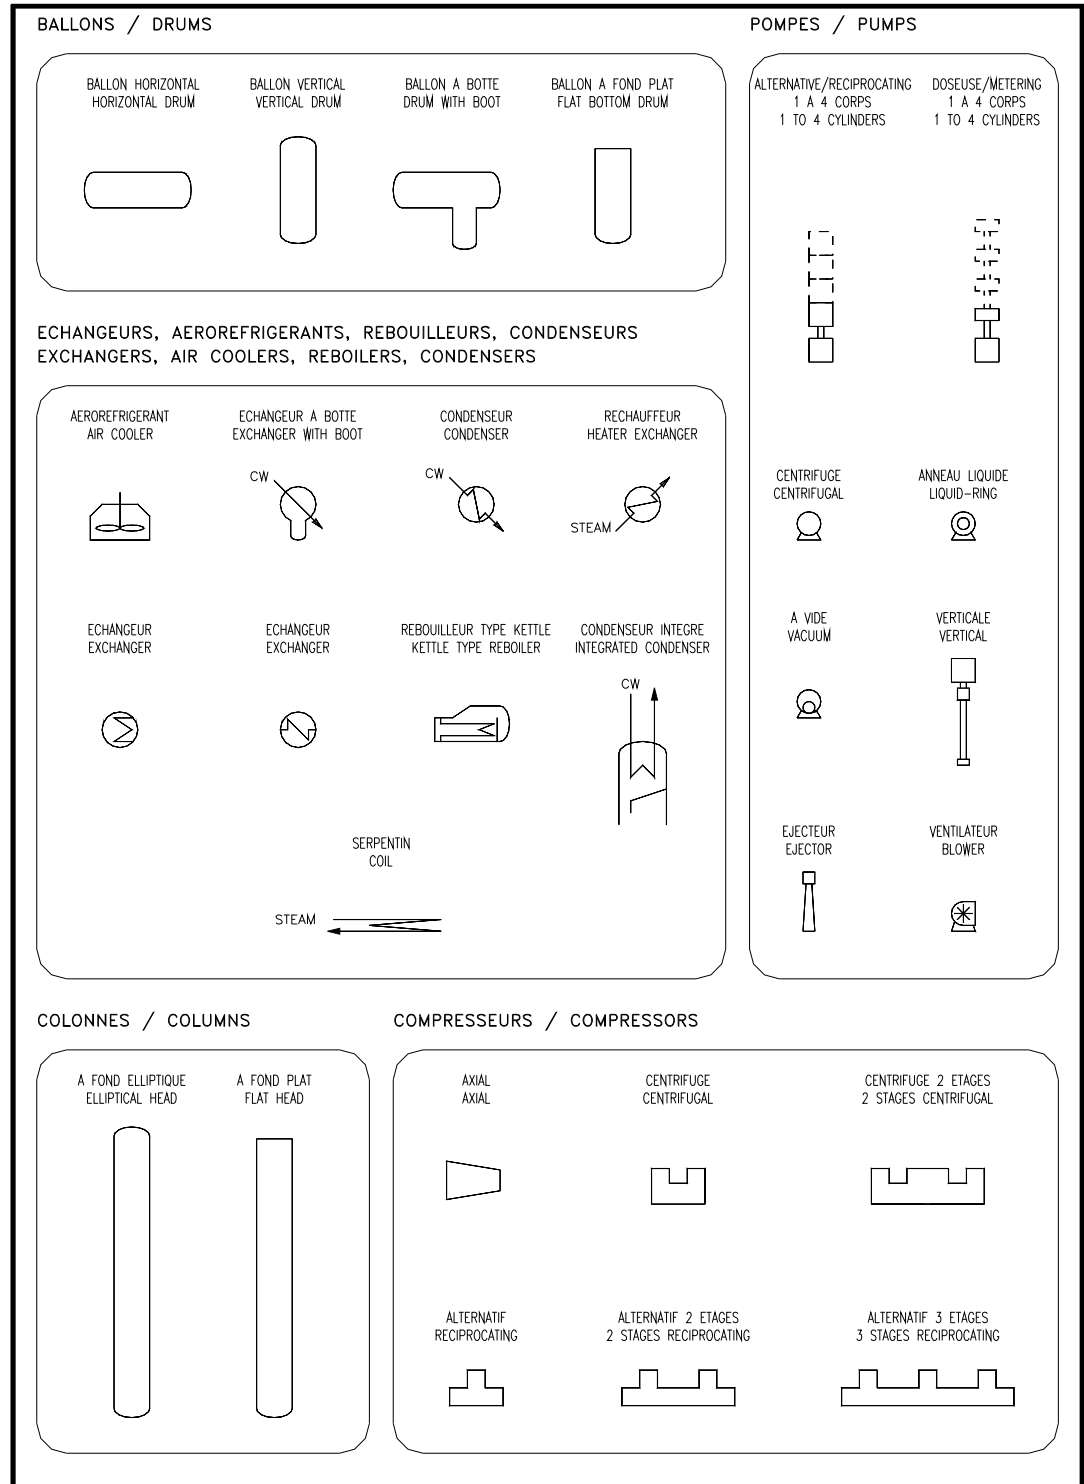 BALLONS / DRUMS
BALLON HORIZONTAL
HORIZONTAL DRUM
BALLON VERTICAL
VERTICAL DRUM
BALLON A BOTTE
DRUM WITH BOOT
BALLON A FOND PLAT
FLAT BOTTOM DRUM
POMPES / PUMPS
ALTERNATIVE/RECIPROCATING
1 A 4 CORPS
1 TO 4 CYLINDERS
DOSEUSE/METERING
1 A 4 CORPS
1 TO 4 CYLINDERS
CENTRIFUGE
CENTRIFUGAL
ANNEAU LIQUIDE
LIQUID-RING
A VIDE
VACUUM
VERTICALE
VERTICAL
EJECTEUR
EJECTOR
VENTILATEUR
BLOWER
ECHANGEURS, AEROREFRIGERANTS, REBOUILLEURS, CONDENSEURS
EXCHANGERS, AIR COOLERS, REBOILERS, CONDENSERS
AEROREFRIGERANT
AIR COOLER
ECHANGEUR A BOTTE
EXCHANGER WITH BOOT
CW
CONDENSEUR
CONDENSER
CW
RECHAUFFEUR
HEATER EXCHANGER
STEAM
ECHANGEUR
EXCHANGER
ECHANGEUR
EXCHANGER
REBOUILLEUR TYPE KETTLE
KETTLE TYPE REBOILER
CONDENSEUR INTEGRE
INTEGRATED CONDENSER
CW
SERPENTIN
COIL
STEAM
COLONNES / COLUMNS
A FOND ELLIPTIQUE
ELLIPTICAL HEAD
A FOND PLAT
FLAT HEAD
COMPRESSEURS / COMPRESSORS
AXIAL
AXIAL
CENTRIFUGE
CENTRIFUGAL
CENTRIFUGE 2 ETAGES
2 STAGES CENTRIFUGAL
ALTERNATIF
RECIPROCATING
ALTERNATIF 2 ETAGES
2 STAGES RECIPROCATING
ALTERNATIF 3 ETAGES
3 STAGES RECIPROCATING